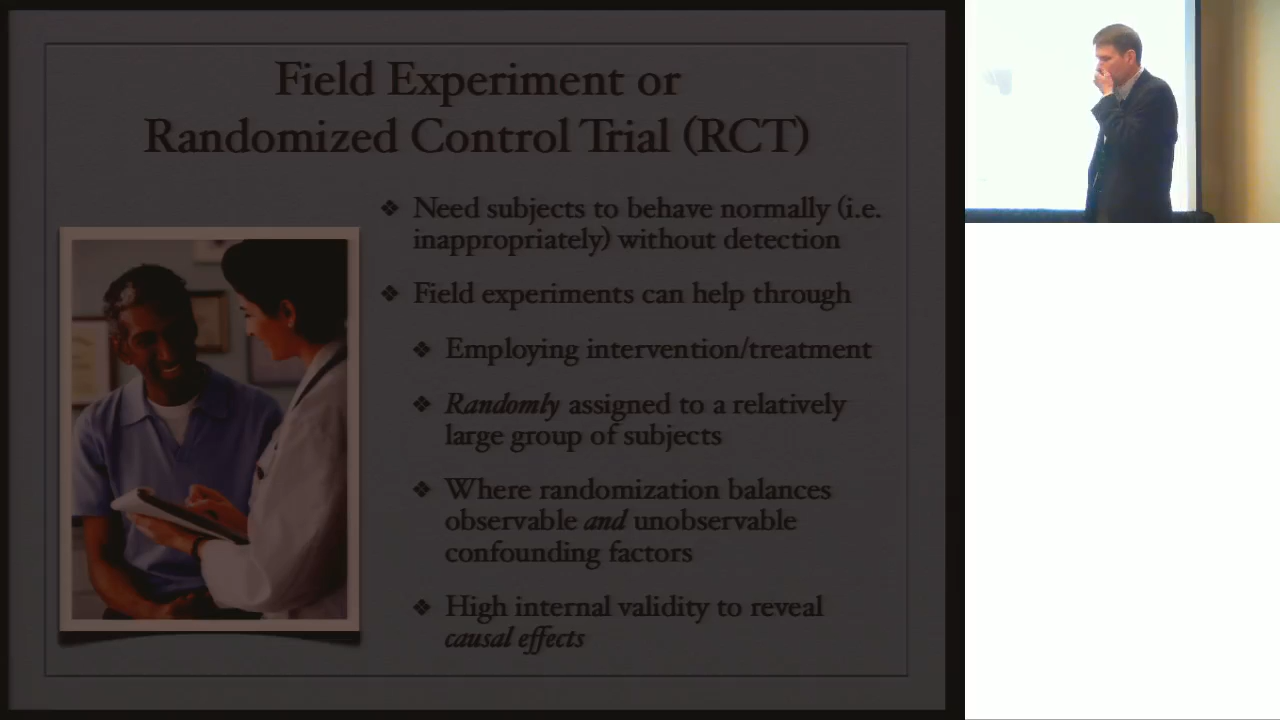 Field Experiment or
Randomized Control Trial (RCT)
❖ Need subjects to behave normally (i.e.
inappropriately) without detection
❖ Field experiments can help through
❖ Employing intervention/treatment
❖ Randomly assigned to a relatively
large group of subjects
❖ Where randomization balances
observable and unobservable
confounding factors
❖ High internal validity to reveal
causal effects